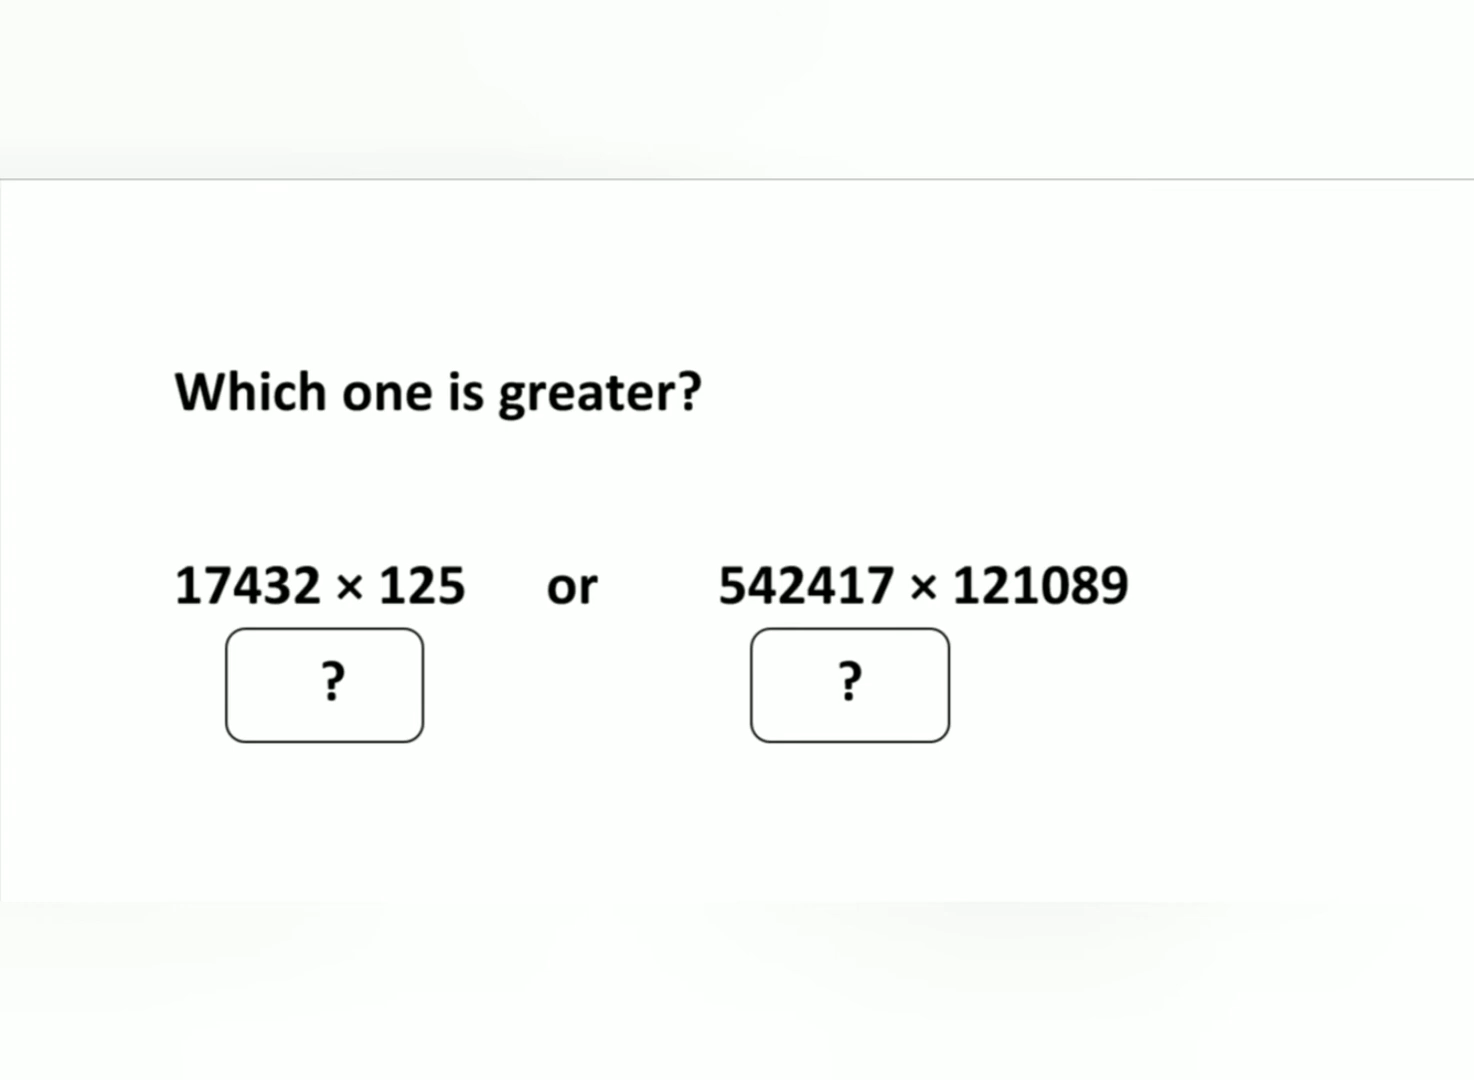 Which one is greater?
17432 × 125 or 542417 × 121089
? ?